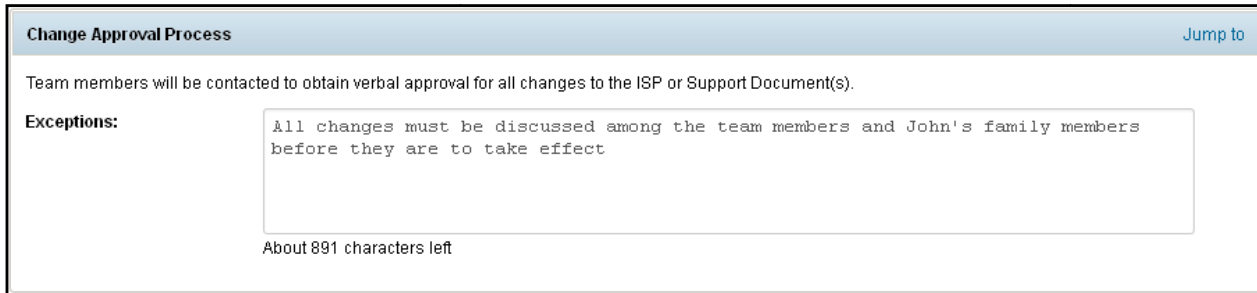 Change Approval Process Jump to
Team members will be contacted to obtain verbal approval for all changes to the ISP or Support Document(s).
Exceptions: All changes must be discussed among the team members and John's family members
before they are to take effect
About 891 characters left